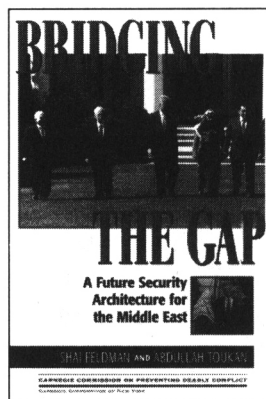 BRIDGING
THE GAP
A Future Security
Architecture for
the Middle East
SHAI FELDMAN AND ABDULLAH TOUKAN
CARNEGIE COMMISSION ON PREVENTING DEADLY CONFLICT
CARNEGIE CORPORATION OF NEW YORK